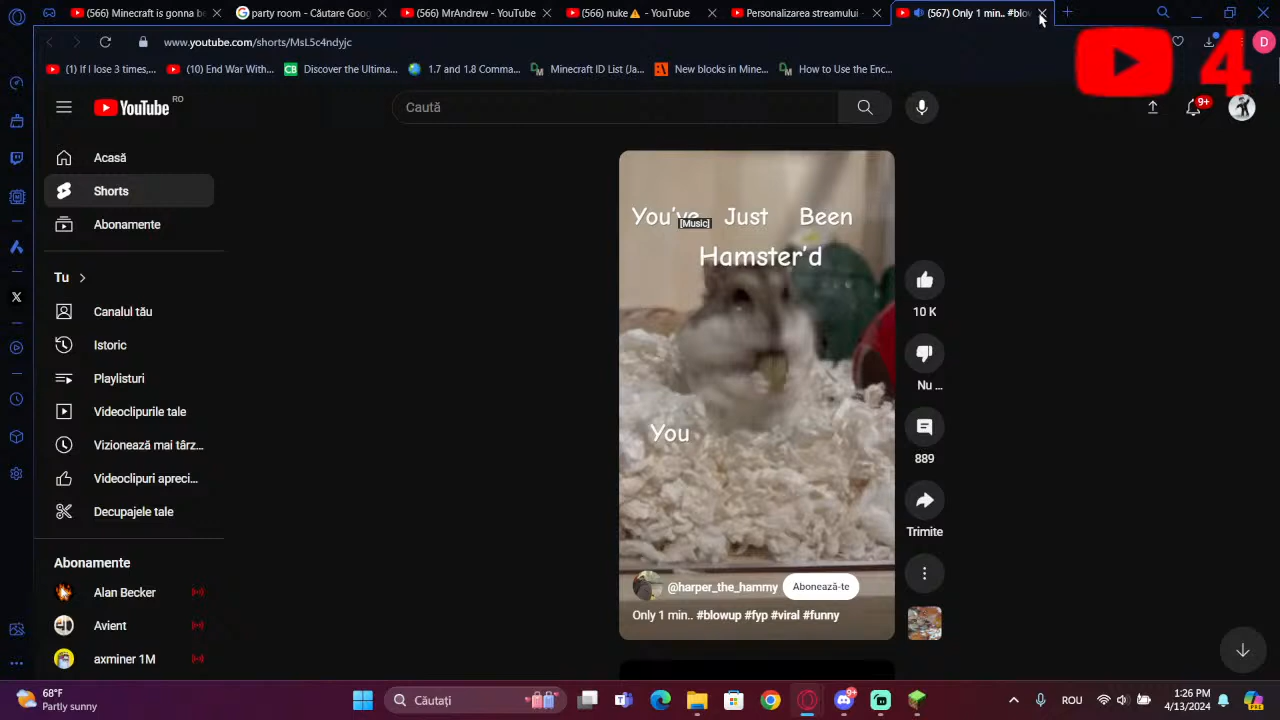 (566) Minecraft is gonna be
party room - Căutare Goo
(566) MrAndrew - YouTube
(566) nuke⚠ - YouTube
Personalizarea streamului -
(567) Only 1 min.. #blow
www.youtube.com/shorts/MsL5c4ndyjc
D
(1) If I lose 3 times,...
(10) End War With...
Discover the Ultima...
1.7 and 1.8 Comma...
Minecraft ID List (Ja...
New blocks in Mine...
How to Use the Enc...
4
YouTube RO
Caută
9+
Acasă
Shorts
Abonamente
Tu
Canalul tău
Istoric
Playlisturi
Videoclipurile tale
Vizionează mai târz...
Videoclipuri apreci...
Decupajele tale
Abonamente
Alanzooker
Avient
axminer 1M
You've Just Been
[Music]
Hamster'd
You
@harper_the_hammy
Abonează-te
Only 1 min.. #blowup #fyp #viral #funny
10 K
Nu ...
889
Trimite
68°F
Partly sunny
Căutați
9+
ROU
1:26 PM
4/13/2024